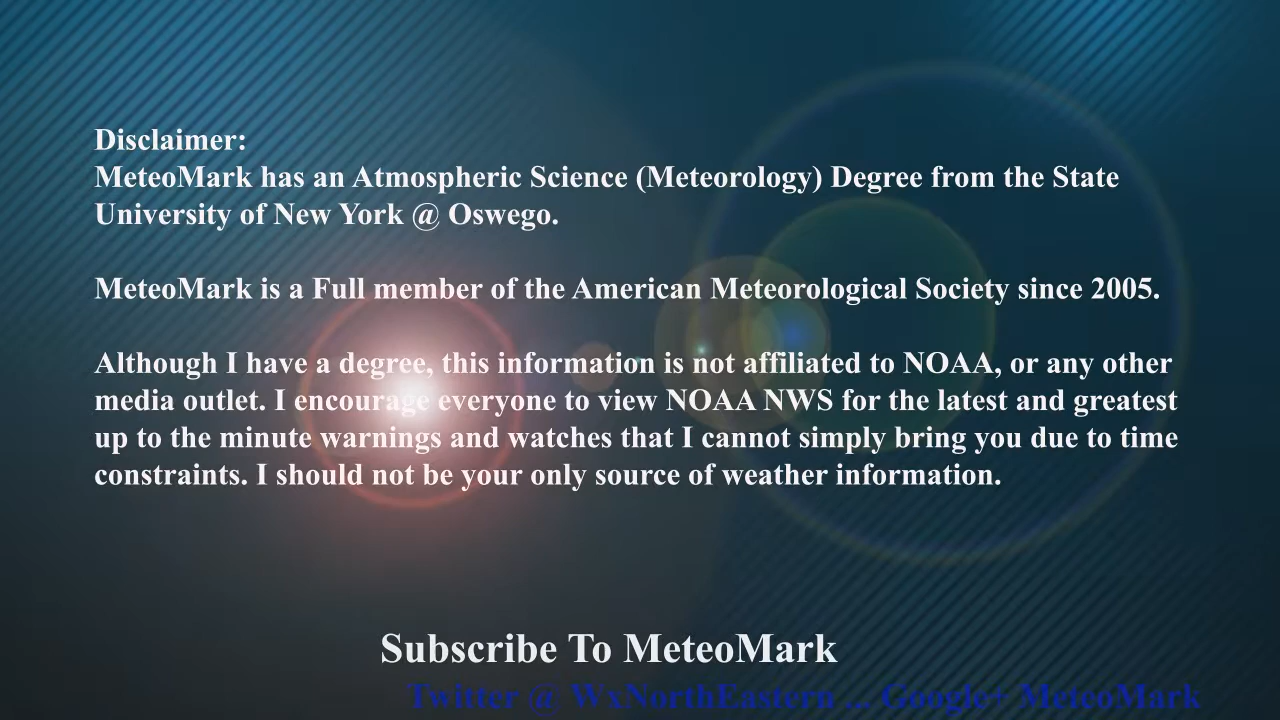 Disclaimer:
MeteoMark has an Atmospheric Science (Meteorology) Degree from the State
University of New York @ Oswego.
MeteoMark is a Full member of the American Meteorological Society since 2005.
Although I have a degree, this information is not affiliated to NOAA, or any other
media outlet. I encourage everyone to view NOAA NWS for the latest and greatest
up to the minute warnings and watches that I cannot simply bring you due to time
constraints. I should not be your only source of weather information.
Subscribe To MeteoMark
Twitter @ WxNorthEastern ... Google+ MeteoMark